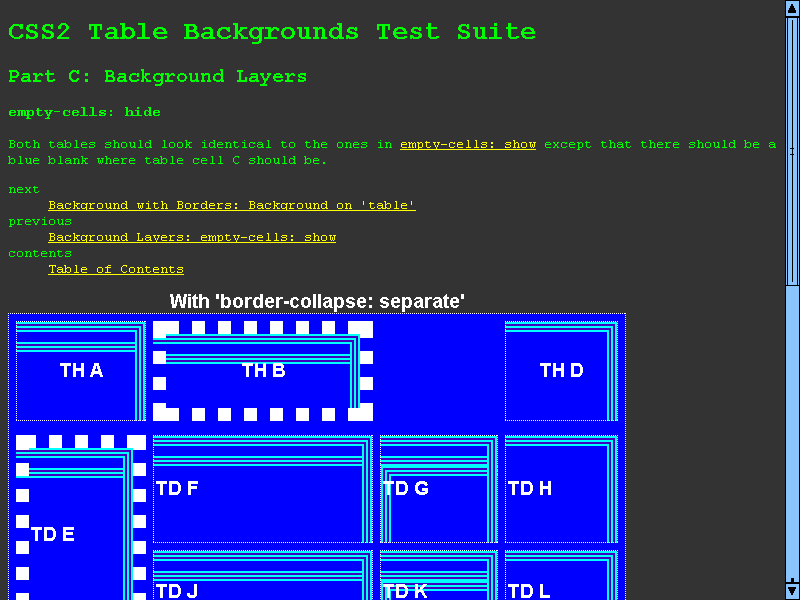 CSS2 Table Backgrounds Test Suite
Part C: Background Layers
empty-cells: hide
Both tables should look identical to the ones in empty-cells: show except that there should be a
blue blank where table cell C should be.
next
Background with Borders: Background on 'table'
previous
Background Layers: empty-cells: show
contents
Table of Contents
With 'border-collapse: separate'
TH A
TH B
TH D
TD E
TD F
TD G
TD H
TD J
TD K
TD L